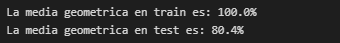 La media geometrica en train es: 100.0%
La media geometrica en test es: 80.4%